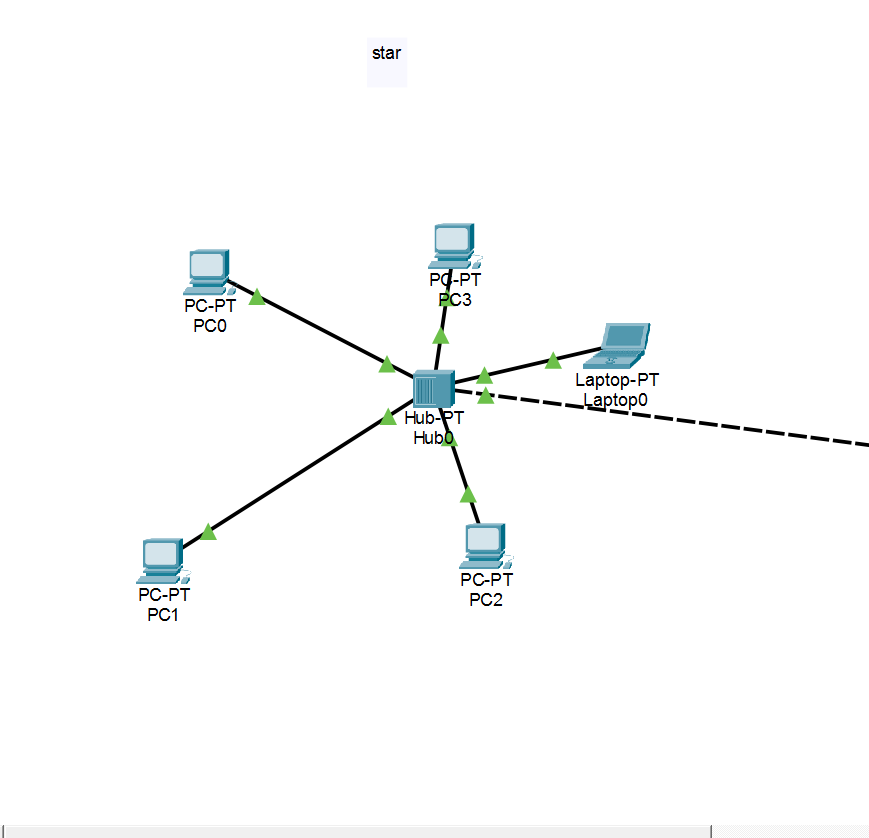 star
PC-PT
PC3
PC-PT
PC0
Laptop-PT
Laptop0
Hub-PT
Hub0
PC-PT
PC2
PC-PT
PC1